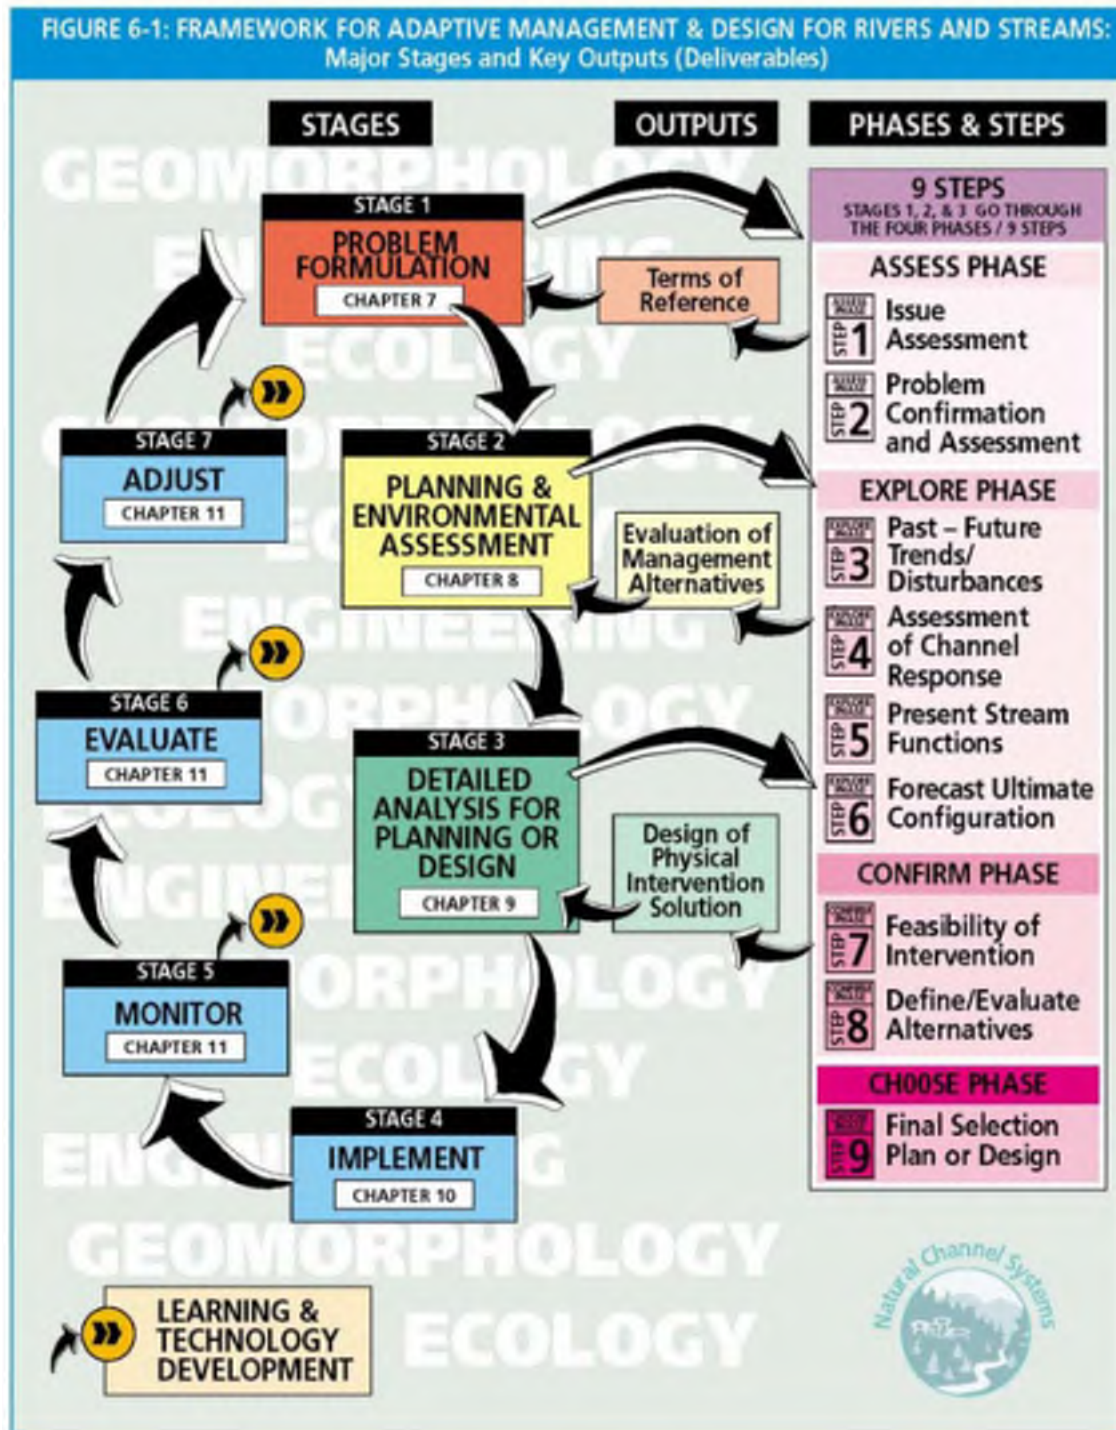 FIGURE 6-1: FRAMEWORK FOR ADAPTIVE MANAGEMENT & DESIGN FOR RIVERS AND STREAMS:
Major Stages and Key Outputs (Deliverables)
STAGES
OUTPUTS
PHASES & STEPS
GEOMORPHOLOGY
STAGE 1
PROBLEM
FORMULATION
CHAPTER 7
Terms of
Reference
ECOLOGY
STAGE 7
ADJUST
CHAPTER 11
STAGE 2
PLANNING &
ENVIRONMENTAL
ASSESSMENT
CHAPTER 8
Evaluation of
Management
Alternatives
ENGINEERING
STAGE 6
EVALUATE
CHAPTER 11
STAGE 3
DETAILED
ANALYSIS FOR
PLANNING OR
DESIGN
CHAPTER 9
Design of
Physical
Intervention
Solution
STAGE 5
MONITOR
CHAPTER 11
ECOLOGY
STAGE 4
IMPLEMENT
CHAPTER 10
GEOMORPHOLOGY
ECOLOGY
LEARNING &
TECHNOLOGY
DEVELOPMENT
9 STEPS
STAGES 1, 2, & 3 GO THROUGH
THE FOUR PHASES / 9 STEPS
ASSESS PHASE
STEP 1
Issue
Assessment
STEP 2
Problem
Confirmation
and Assessment
EXPLORE PHASE
STEP 3
Past – Future
Trends/
Disturbances
STEP 4
Assessment
of Channel
Response
STEP 5
Present Stream
Functions
STEP 6
Forecast Ultimate
Configuration
CONFIRM PHASE
STEP 7
Feasibility of
Intervention
STEP 8
Define/Evaluate
Alternatives
CH00SE PHASE
STEP 9
Final Selection
Plan or Design
Natural Channel Systems